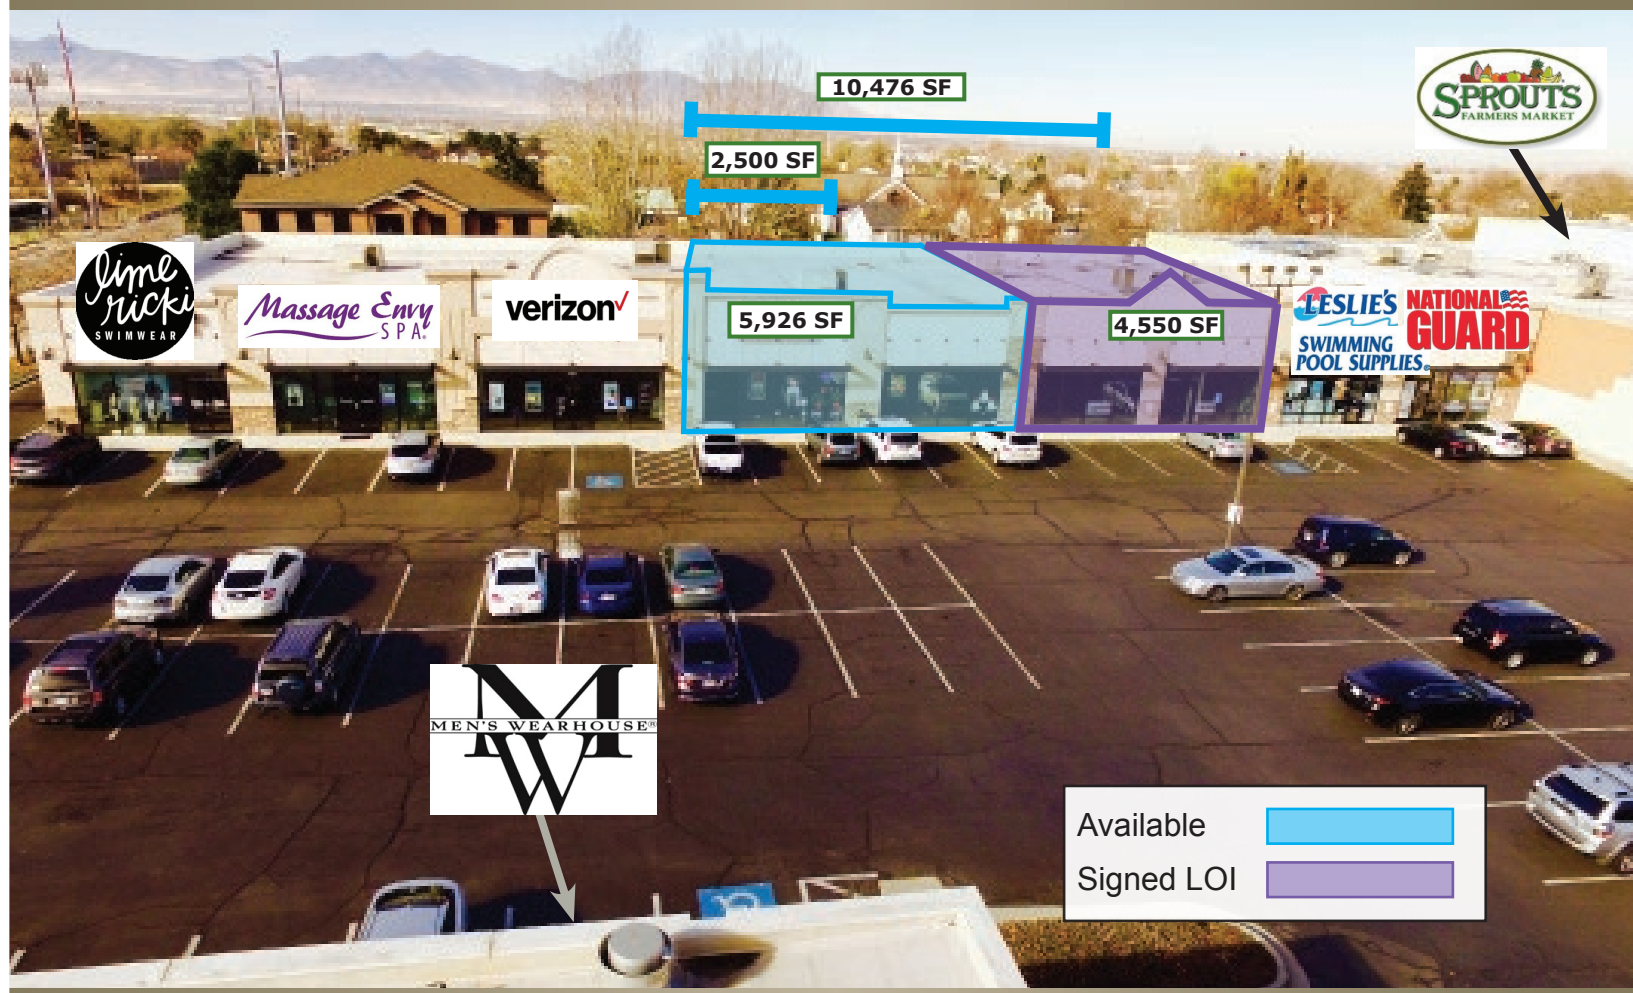 10,476 SF
2,500 SF
SPROUTS
FARMERS MARKET
lime
ricki
SWIMWEAR
Massage Envy
SPA®
verizon✓
5,926 SF
4,550 SF
LESLIE'S
SWIMMING
POOL SUPPLIES®
NATIONAL
GUARD
M
MEN'S WEARHOUSE®
W
Available
Signed LOI